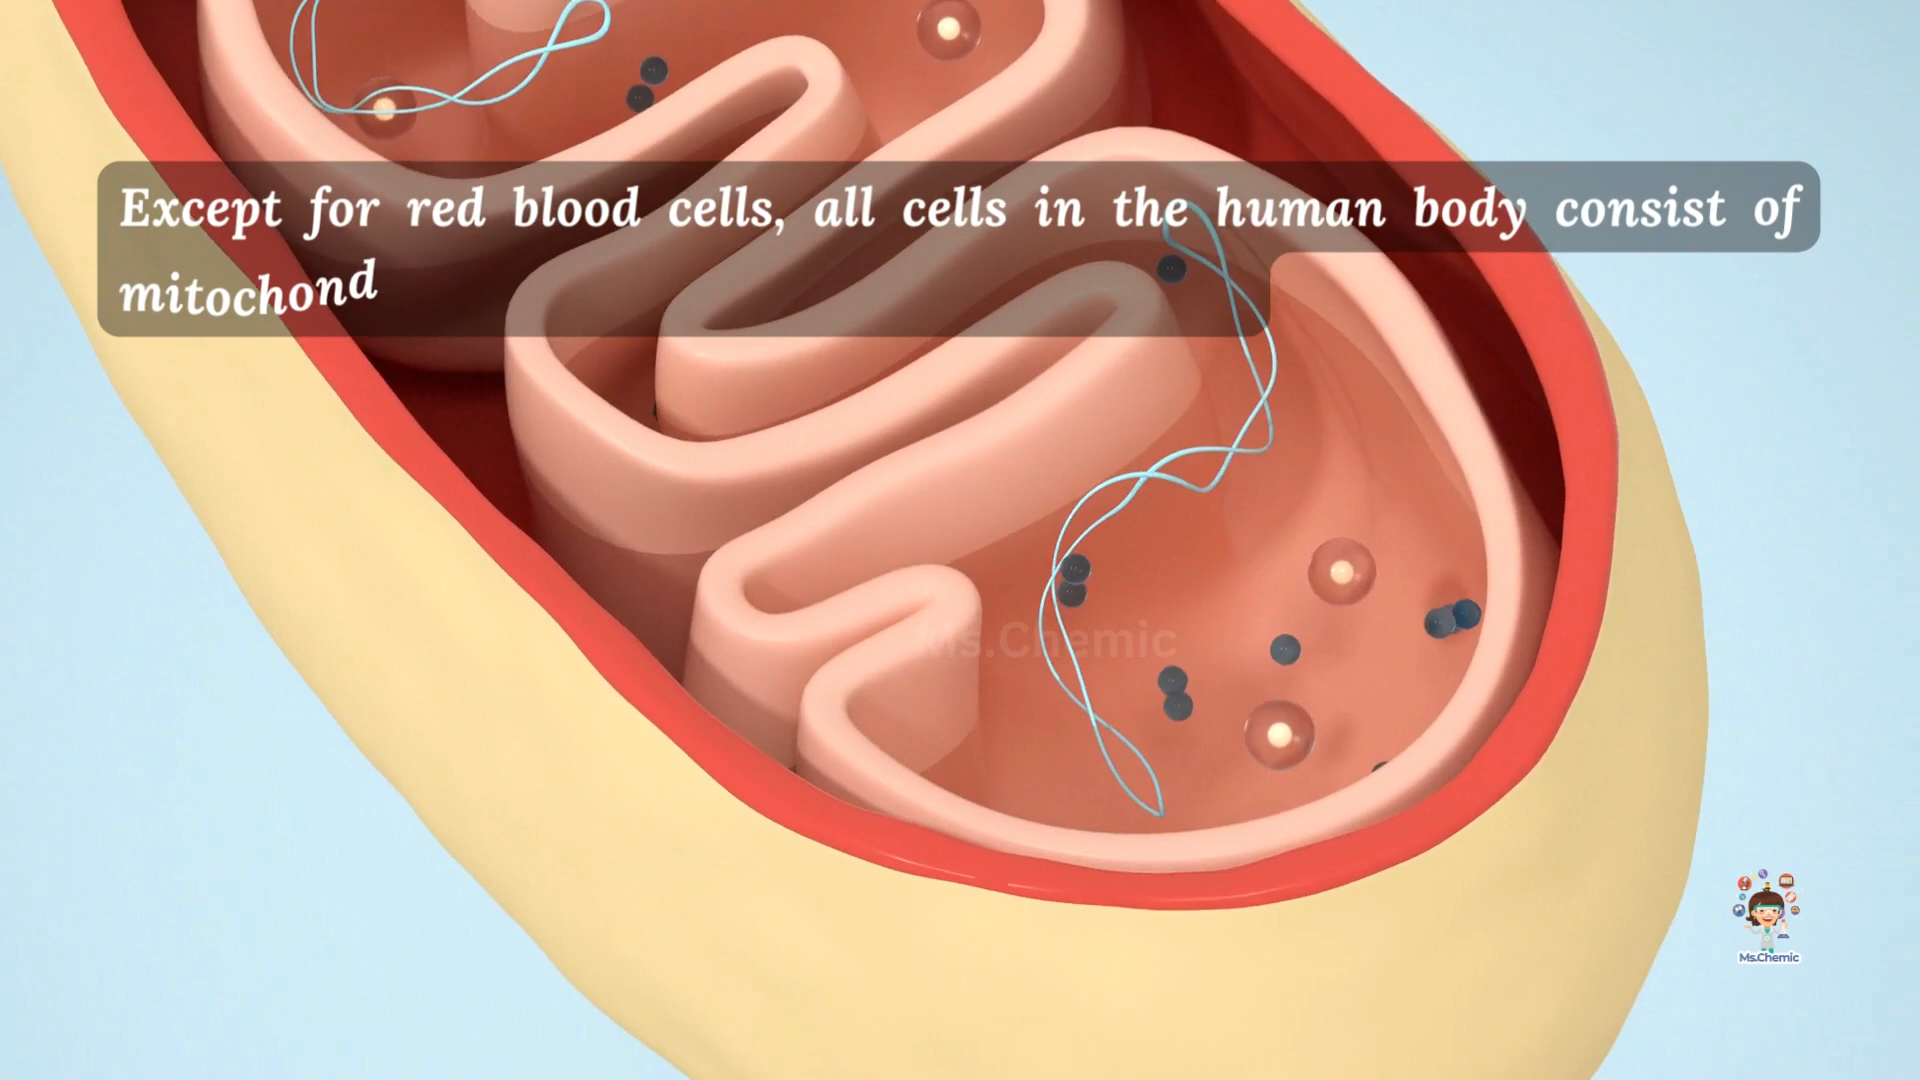 Except for red blood cells, all cells in the human body consist of
mitochond
Ms.Chemic
Ms.Chemic